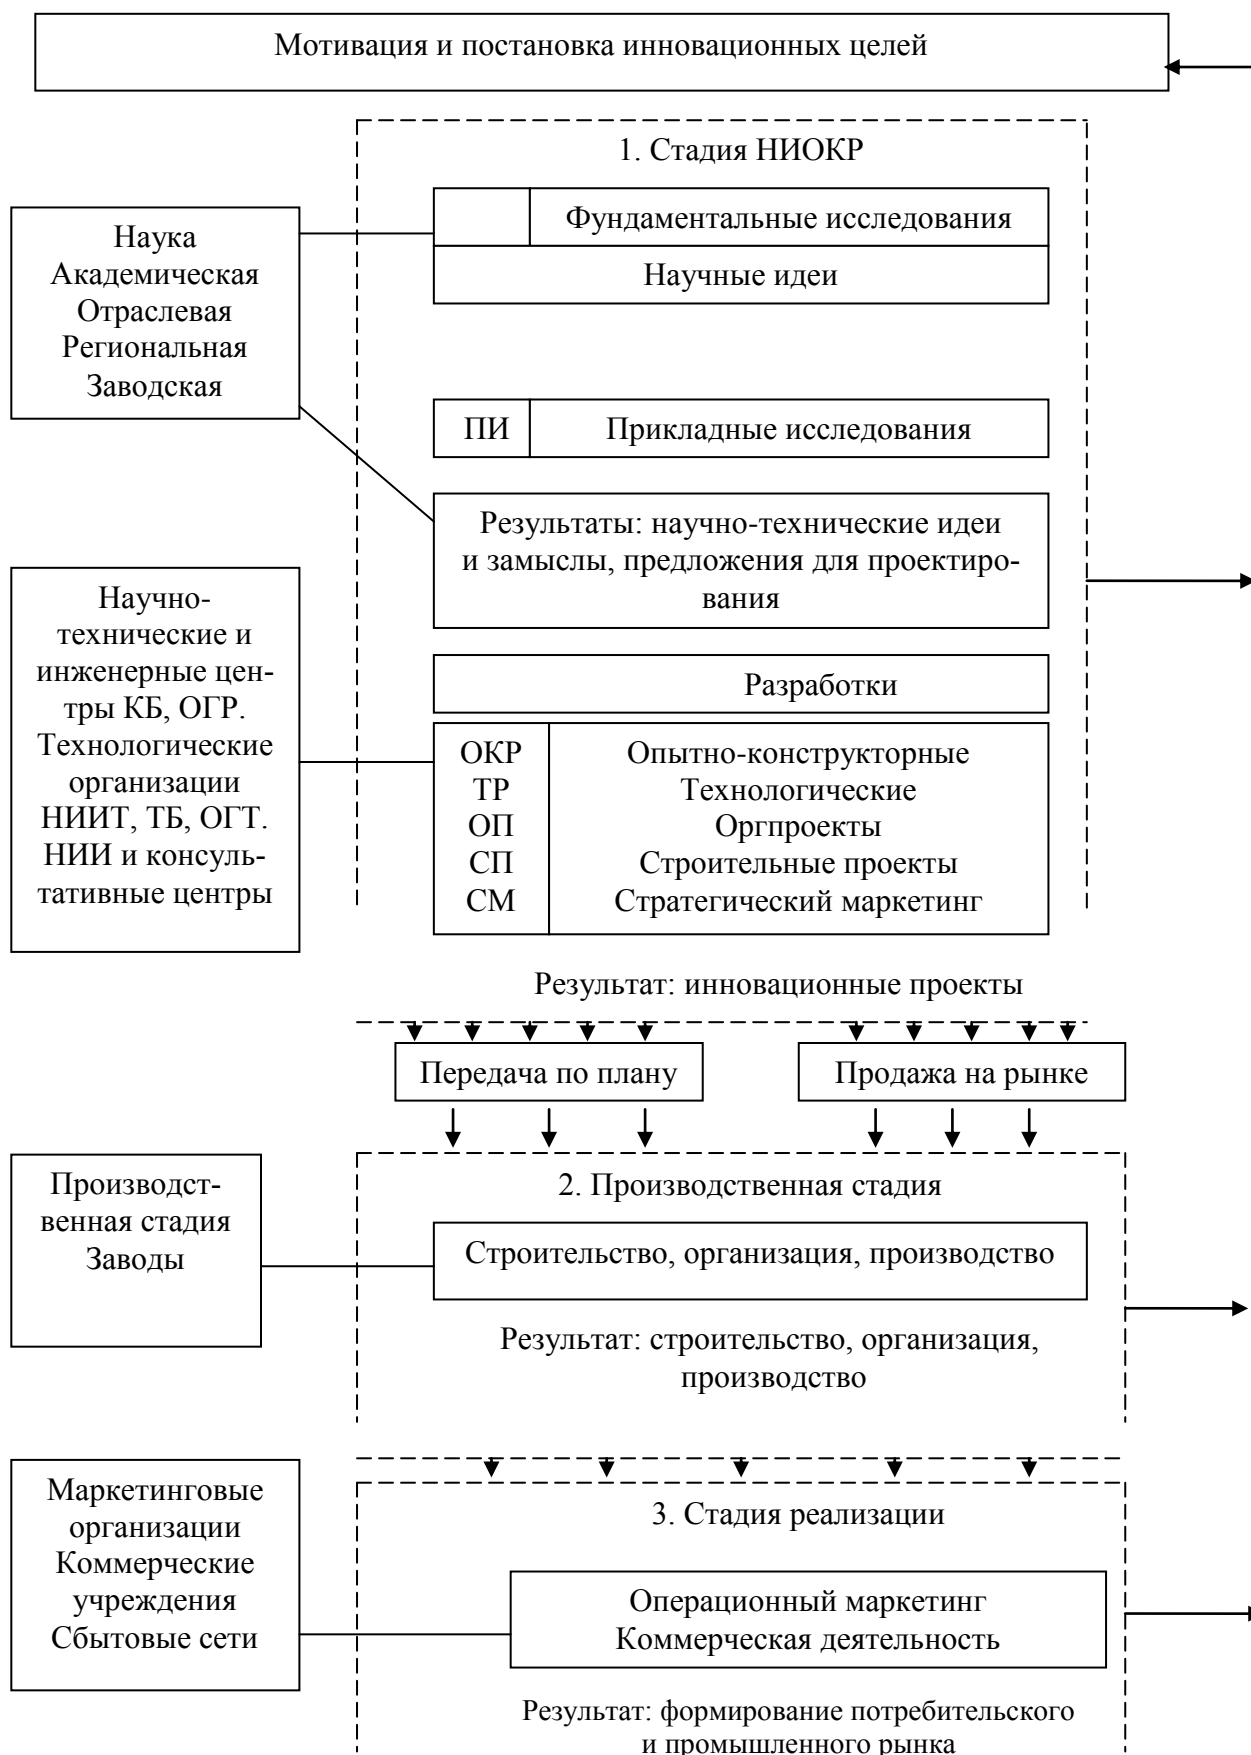 Мотивация и постановка инновационных целей
1. Стадия НИОКР
Фундаментальные исследования
Научные идеи
Наука
Академическая
Отраслевая
Региональная
Заводская
ПИ
Прикладные исследования
Результаты: научно-технические идеи
и замыслы, предложения для проектиро-
вания
Научно-
технические и
инженерные цен-
тры КБ, ОГР.
Технологические
организации
НИИТ, ТБ, ОГТ.
НИИ и консуль-
тативные центры
Разработки
ОКР Опытно-конструкторные
ТР Технологические
ОП Оргпроекты
СП Строительные проекты
СМ Стратегический маркетинг
Результат: инновационные проекты
Передача по плану
Продажа на рынке
Производст-
венная стадия
Заводы
2. Производственная стадия
Строительство, организация, производство
Результат: строительство, организация,
производство
Маркетинговые
организации
Коммерческие
учреждения
Сбытовые сети
3. Стадия реализации
Операционный маркетинг
Коммерческая деятельность
Результат: формирование потребительского
и промышленного рынка